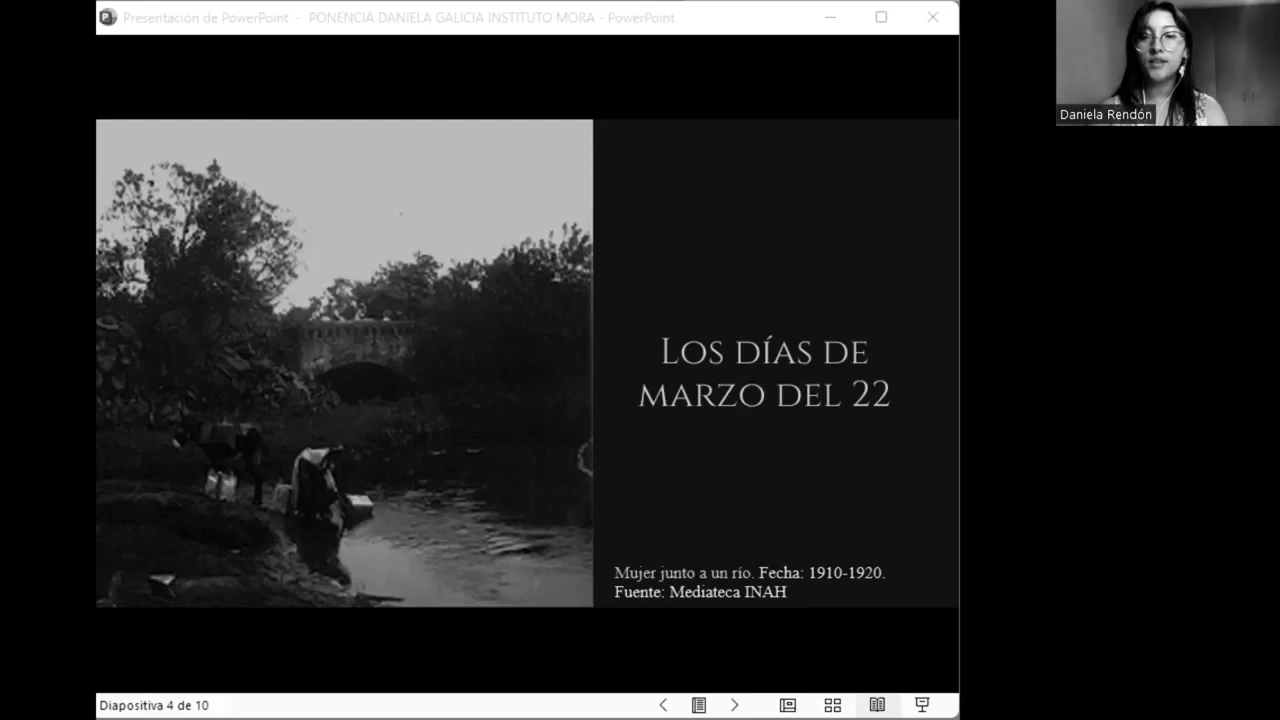 Presentación de PowerPoint - PONENCIA DANIELA GALICIA INSTITUTO MORA - PowerPoint
Daniela Rendón
LOS DÍAS DE
MARZO DEL 22
Mujer junto a un río. Fecha: 1910-1920.
Fuente: Mediateca INAH
Diapositiva 4 de 10